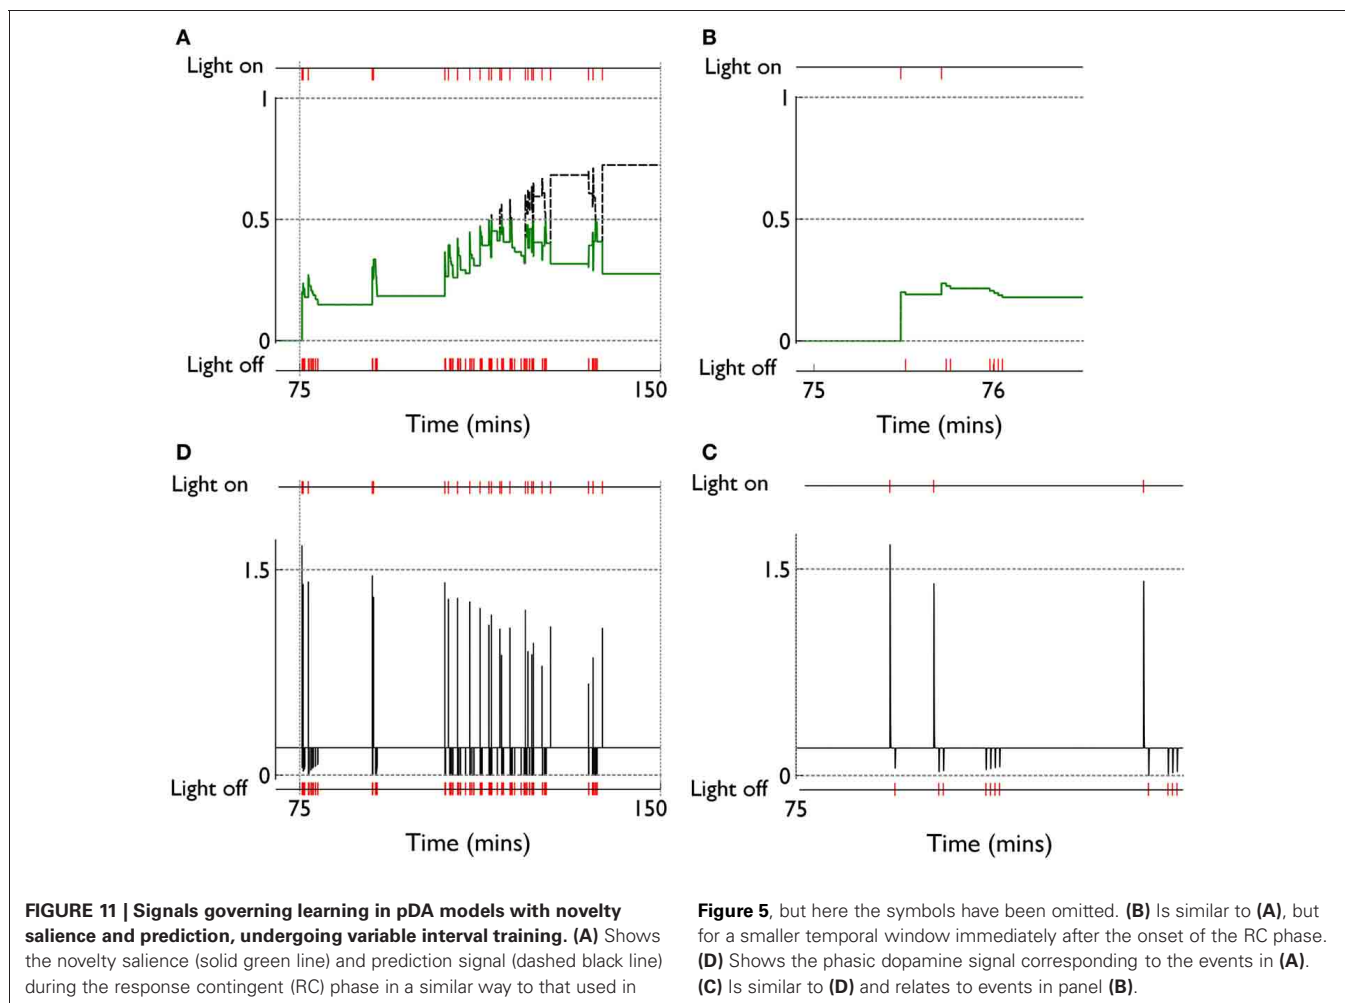 A
Light on
1
0.5
0
Light off
75
150
Time (mins)
B
Light on
1
0.5
0
Light off
75
76
Time (mins)
D
Light on
1.5
0
Light off
75
150
Time (mins)
C
Light on
1.5
0
Light off
75
Time (mins)
FIGURE 11 | Signals governing learning in pDA models with novelty
salience and prediction, undergoing variable interval training. (A) Shows
the novelty salience (solid green line) and prediction signal (dashed black line)
during the response contingent (RC) phase in a similar way to that used in
Figure 5, but here the symbols have been omitted. (B) Is similar to (A), but
for a smaller temporal window immediately after the onset of the RC phase.
(D) Shows the phasic dopamine signal corresponding to the events in (A).
(C) Is similar to (D) and relates to events in panel (B).